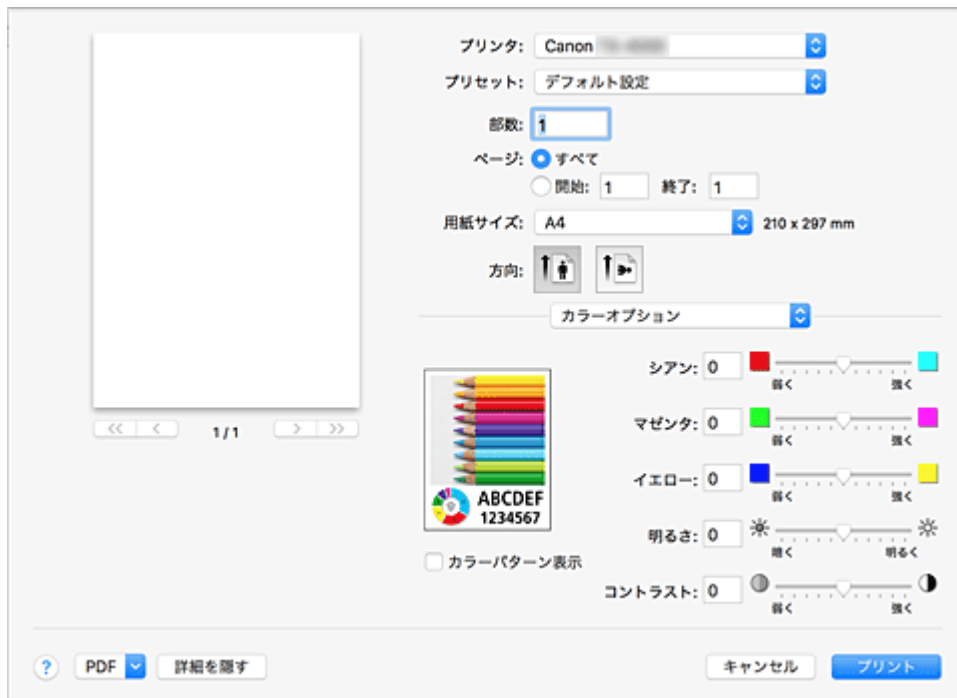 プリンタ: Canon
プリセット: デフォルト設定
部数: 1
ページ: すべて
開始: 1 終了: 1
用紙サイズ: A4 210 x 297 mm
方向:
カラーオプション
シアン: 0
弱く 強く
マゼンタ: 0
弱く 強く
イエロー: 0
弱く 強く
明るさ: 0
暗く 明るく
コントラスト: 0
弱く 強く
ABCDEF
1234567
カラーパターン表示
<< < 1 / 1 > >>
? PDF 詳細を隠す キャンセル プリント